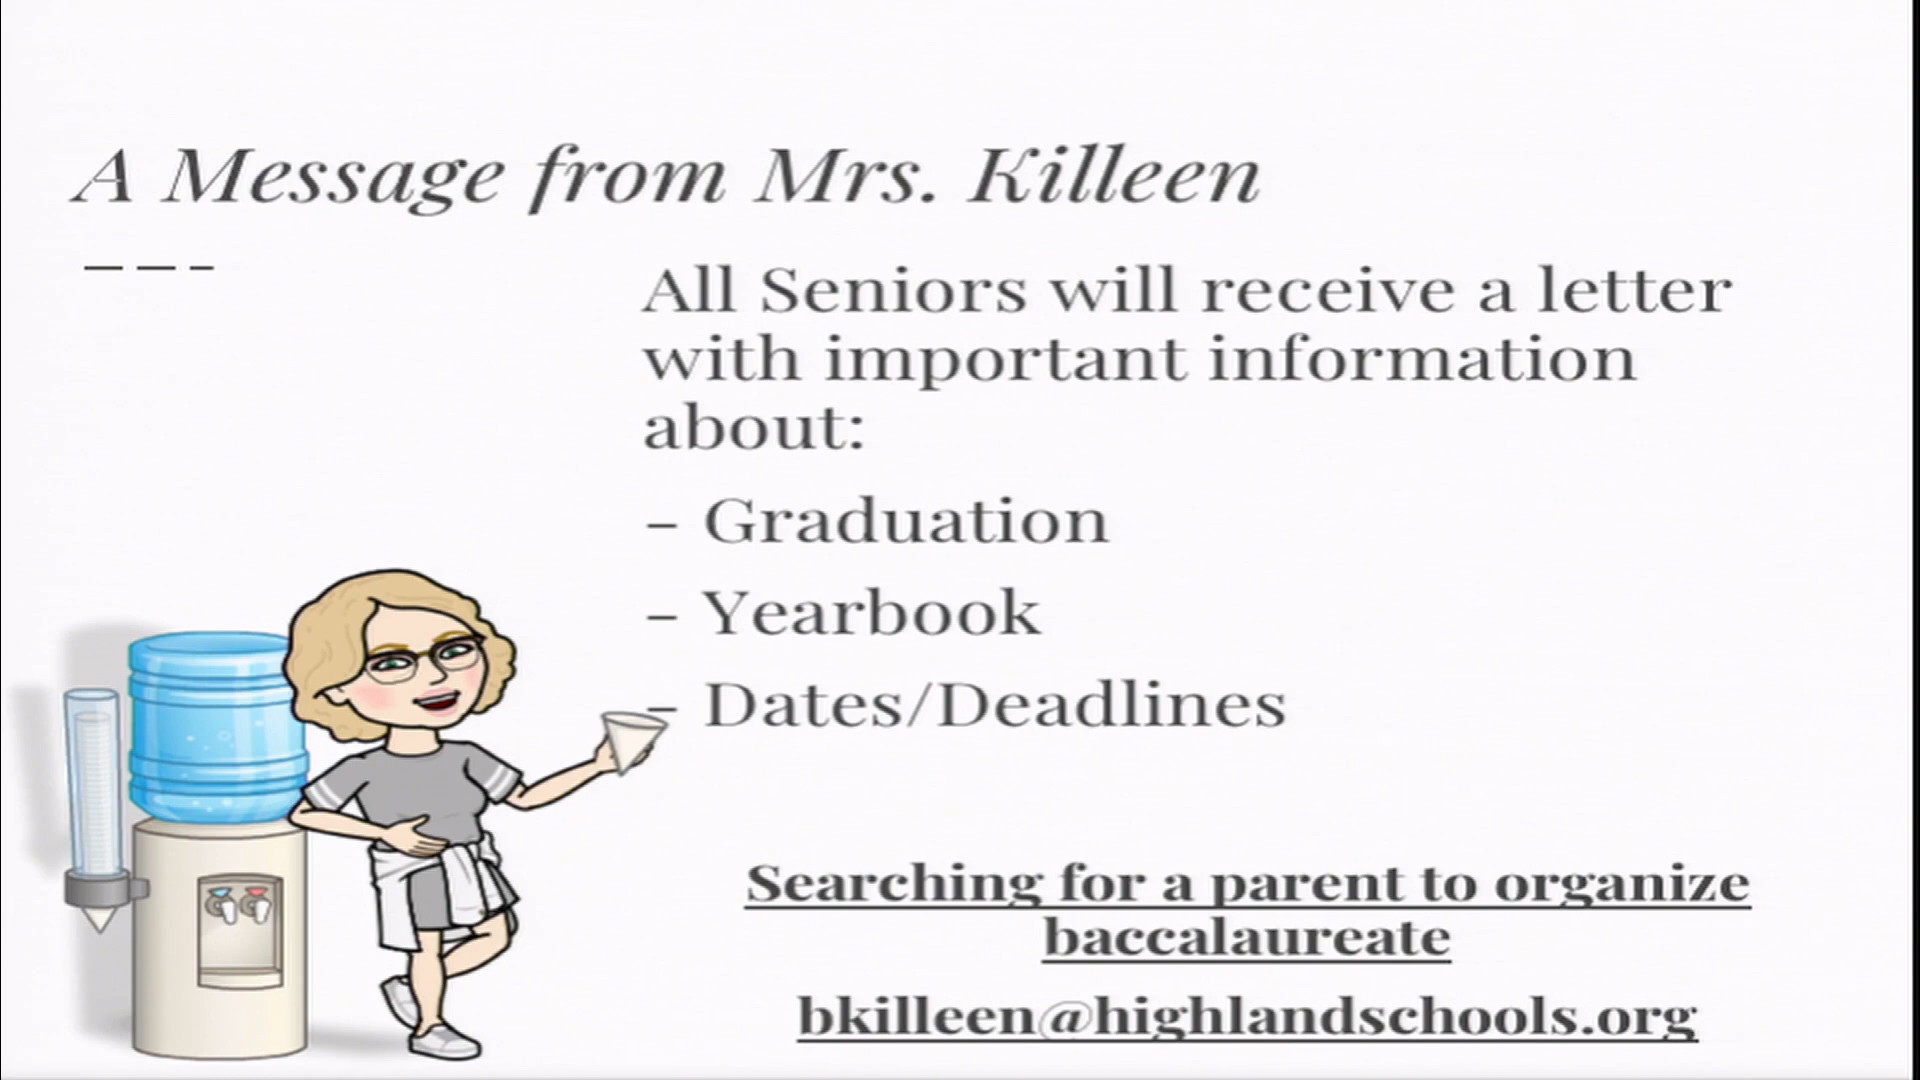 A Message from Mrs. Killeen
All Seniors will receive a letter
with important information
about:
- Graduation
- Yearbook
- Dates/Deadlines
Searching for a parent to organize
baccalaureate
bkilleen@highlandschools.org